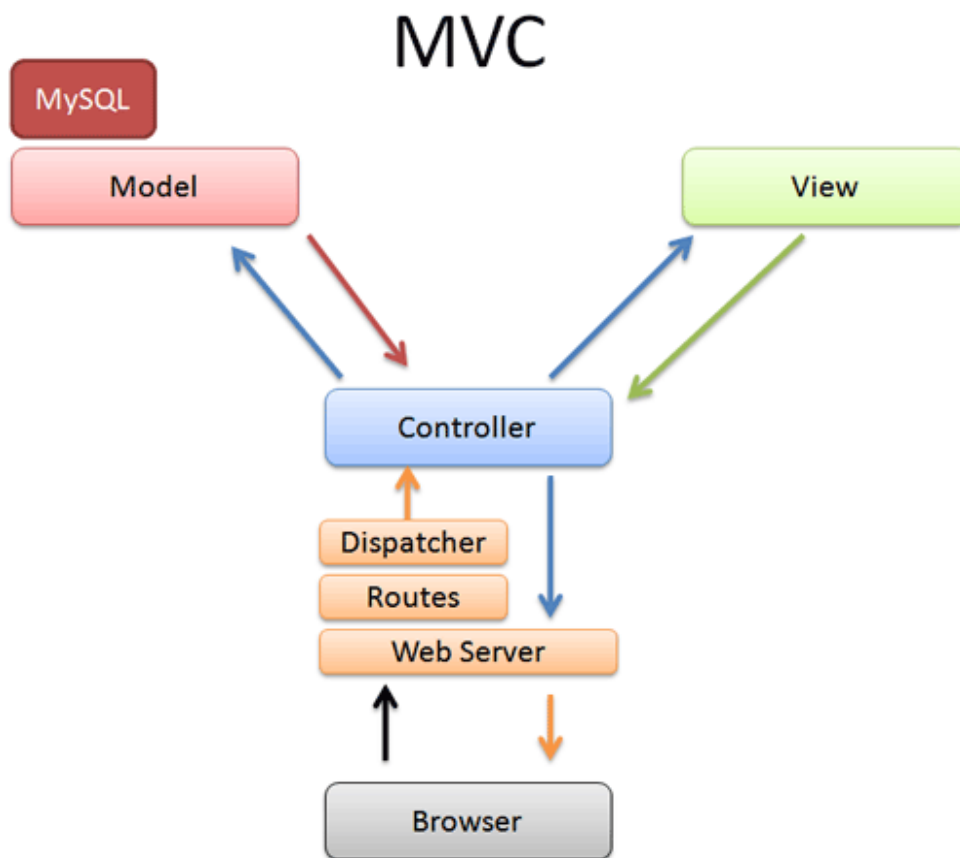 MVC
MySQL
Model
View
Controller
Dispatcher
Routes
Web Server
Browser